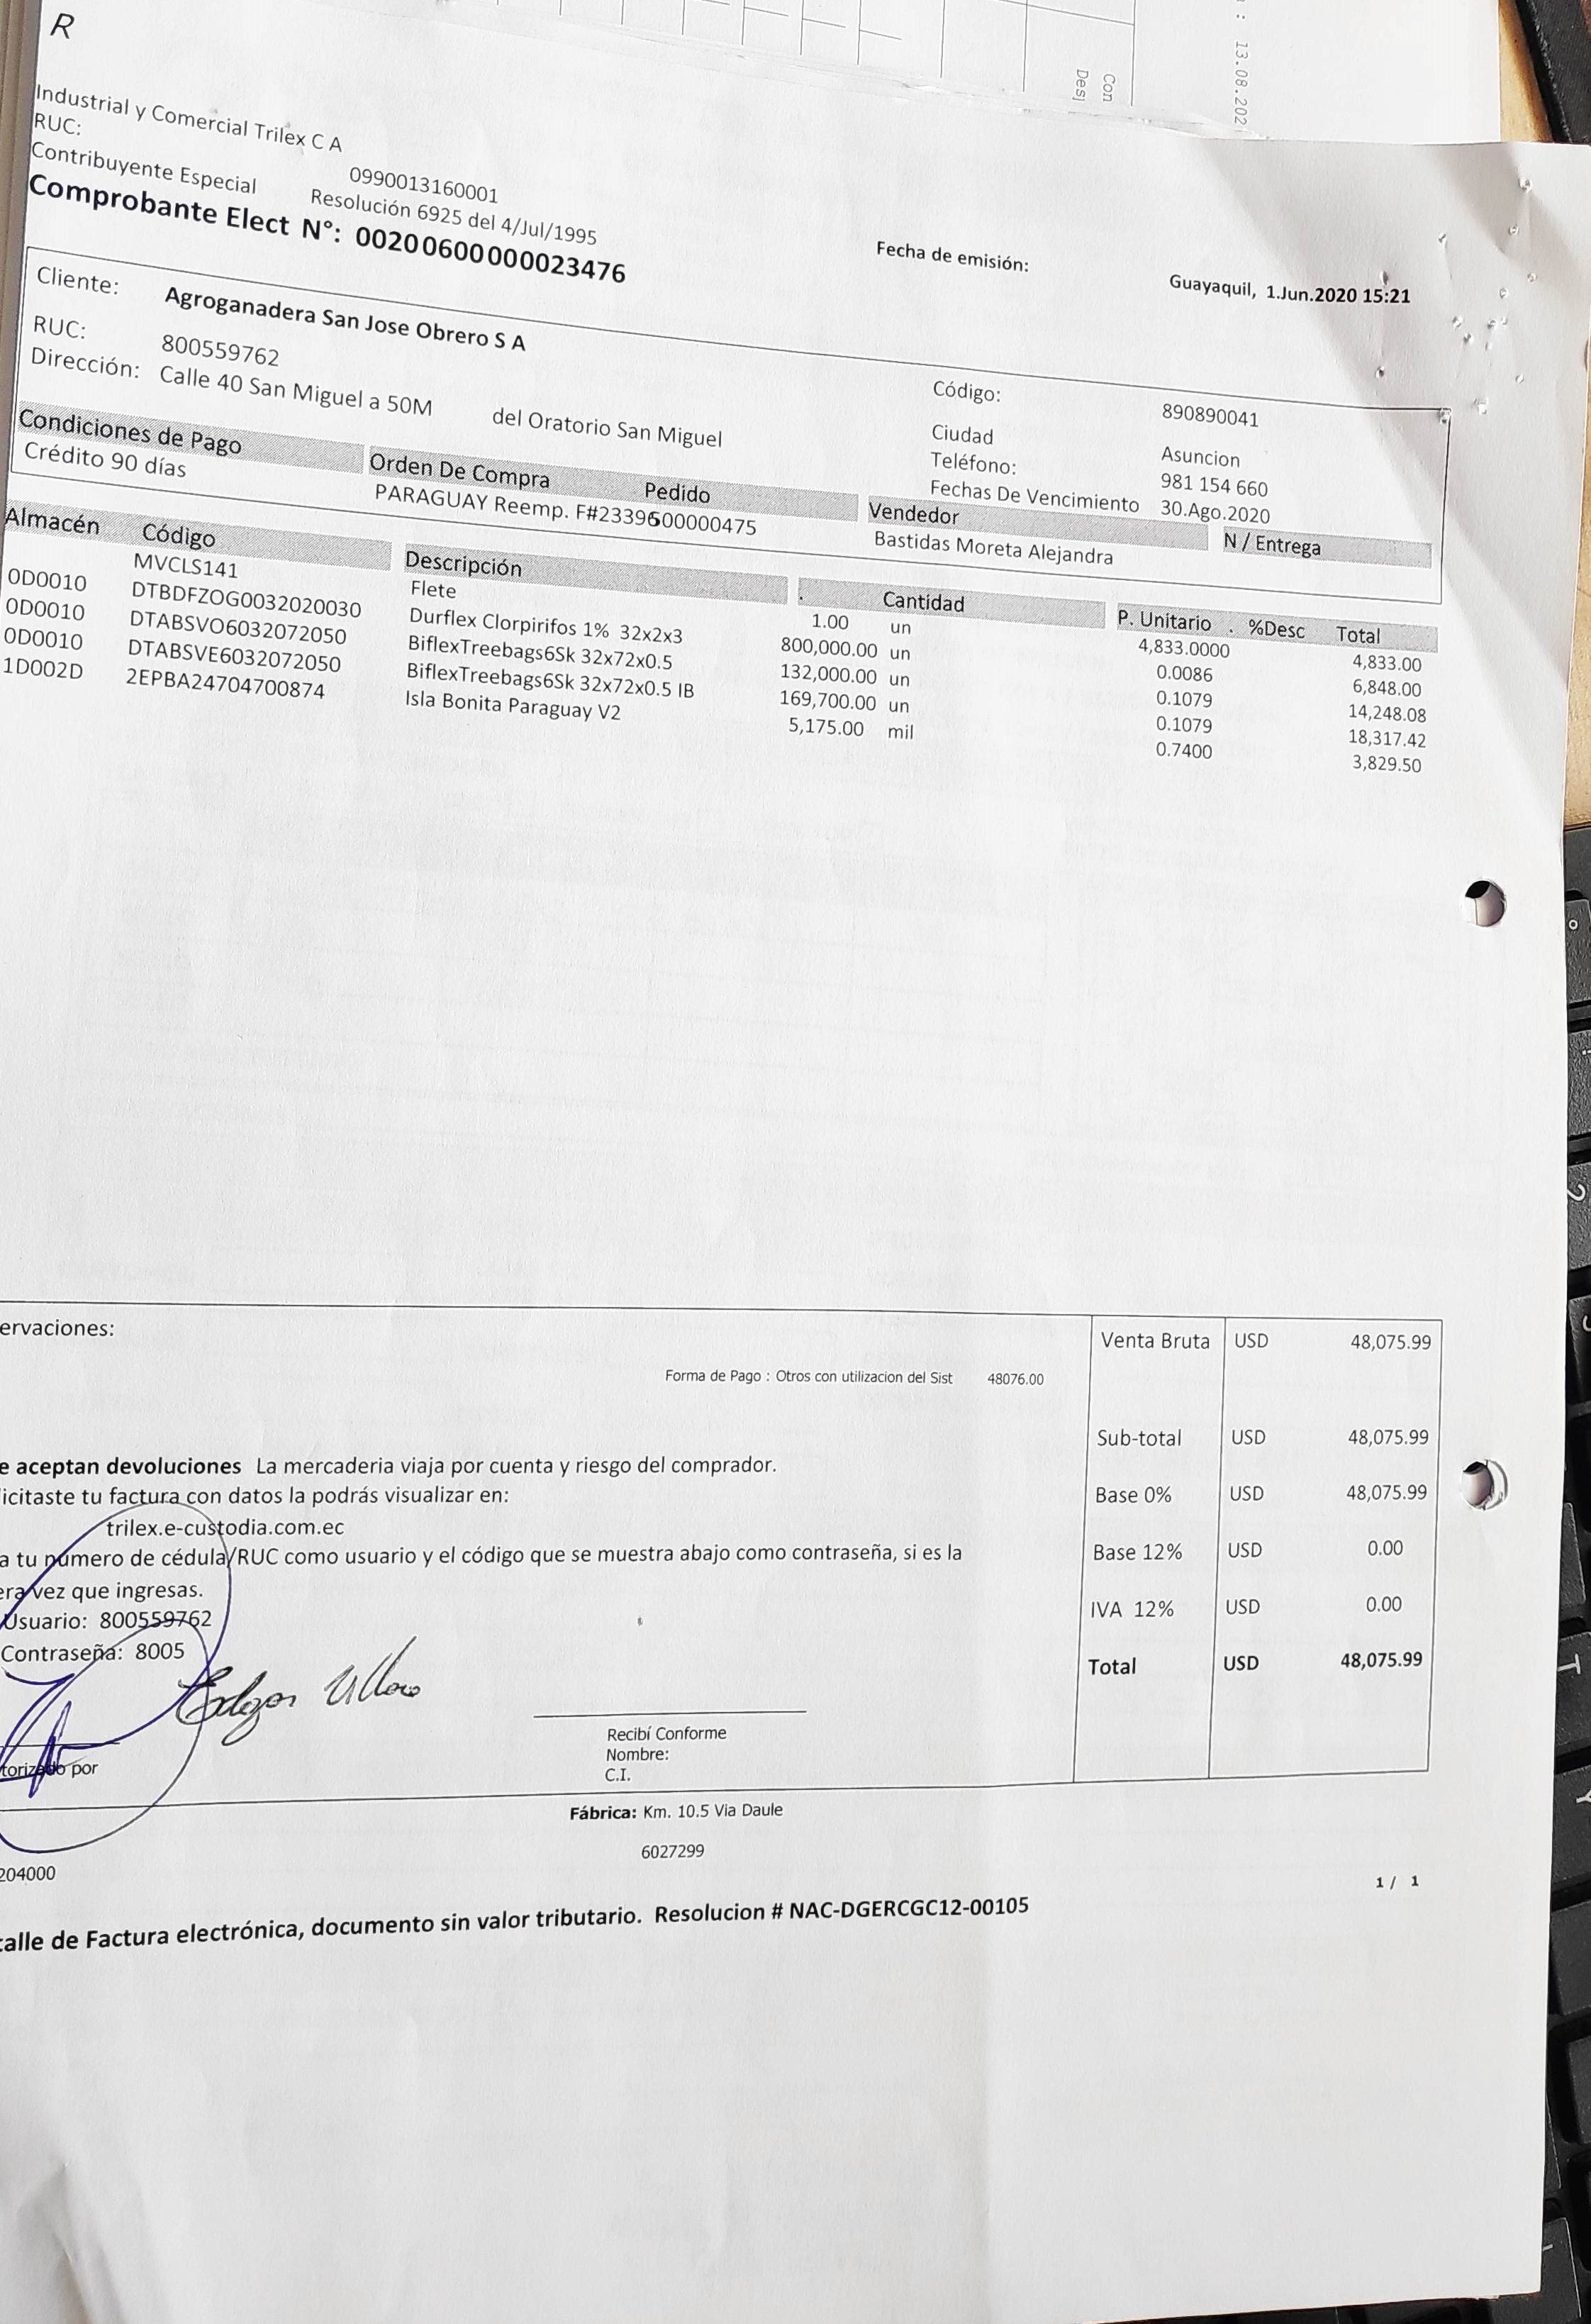 R
: 13.08.202
Con
Desp
Industrial y Comercial Trilex C A
RUC: 0990013160001
Contribuyente Especial Resolución 6925 del 4/Jul/1995
Comprobante Elect N°: 00200600000023476
Fecha de emisión: Guayaquil, 1.Jun.2020 15:21
Cliente: Agroganadera San Jose Obrero S A
RUC: 800559762 Código: 890890041
Dirección: Calle 40 San Miguel a 50M del Oratorio San Miguel Ciudad Asuncion
Teléfono: 981 154 660
Fechas De Vencimiento 30.Ago.2020
Condiciones de Pago Orden De Compra Pedido Vendedor N / Entrega
Crédito 90 días PARAGUAY Reemp. F#2339600000475 Bastidas Moreta Alejandra
Almacén Código Descripción . Cantidad P. Unitario . %Desc Total
MVCLS141 Flete 1.00 un 4,833.0000 4,833.00
0D0010 DTBDFZOG0032020030 Durflex Clorpirifos 1% 32x2x3 800,000.00 un 0.0086 6,848.00
0D0010 DTABSVO6032072050 BiflexTreebags6Sk 32x72x0.5 132,000.00 un 0.1079 14,248.08
0D0010 DTABSVE6032072050 BiflexTreebags6Sk 32x72x0.5 IB 169,700.00 un 0.1079 18,317.42
1D002D 2EPBA24704700874 Isla Bonita Paraguay V2 5,175.00 mil 0.7400 3,829.50
ervaciones:
Venta Bruta USD 48,075.99
Forma de Pago : Otros con utilizacion del Sist 48076.00
Sub-total USD 48,075.99
e aceptan devoluciones La mercaderia viaja por cuenta y riesgo del comprador.
licitaste tu factura con datos la podrás visualizar en:
Base 0% USD 48,075.99
trilex.e-custodia.com.ec
a tu número de cédula/RUC como usuario y el código que se muestra abajo como contraseña, si es la
Base 12% USD 0.00
era vez que ingresas.
Usuario: 800559762
IVA 12% USD 0.00
Contraseña: 8005
Total USD 48,075.99
Edgar Ulloa
torizado por
Recibí Conforme
Nombre:
C.I.
Fábrica: Km. 10.5 Via Daule
6027299
204000
1 / 1
talle de Factura electrónica, documento sin valor tributario. Resolucion # NAC-DGERCGC12-00105